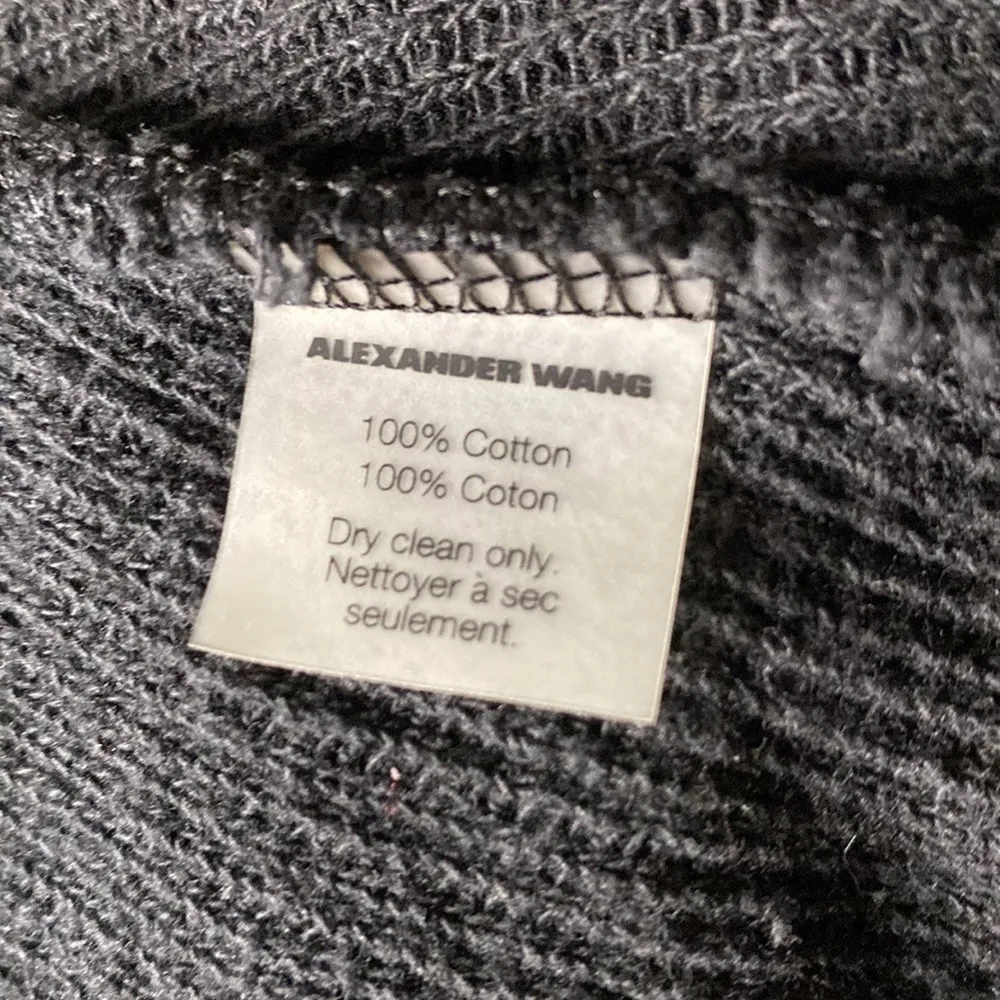 ALEXANDER WANG
100% Cotton
100% Coton
Dry clean only.
Nettoyer à sec
seulement.